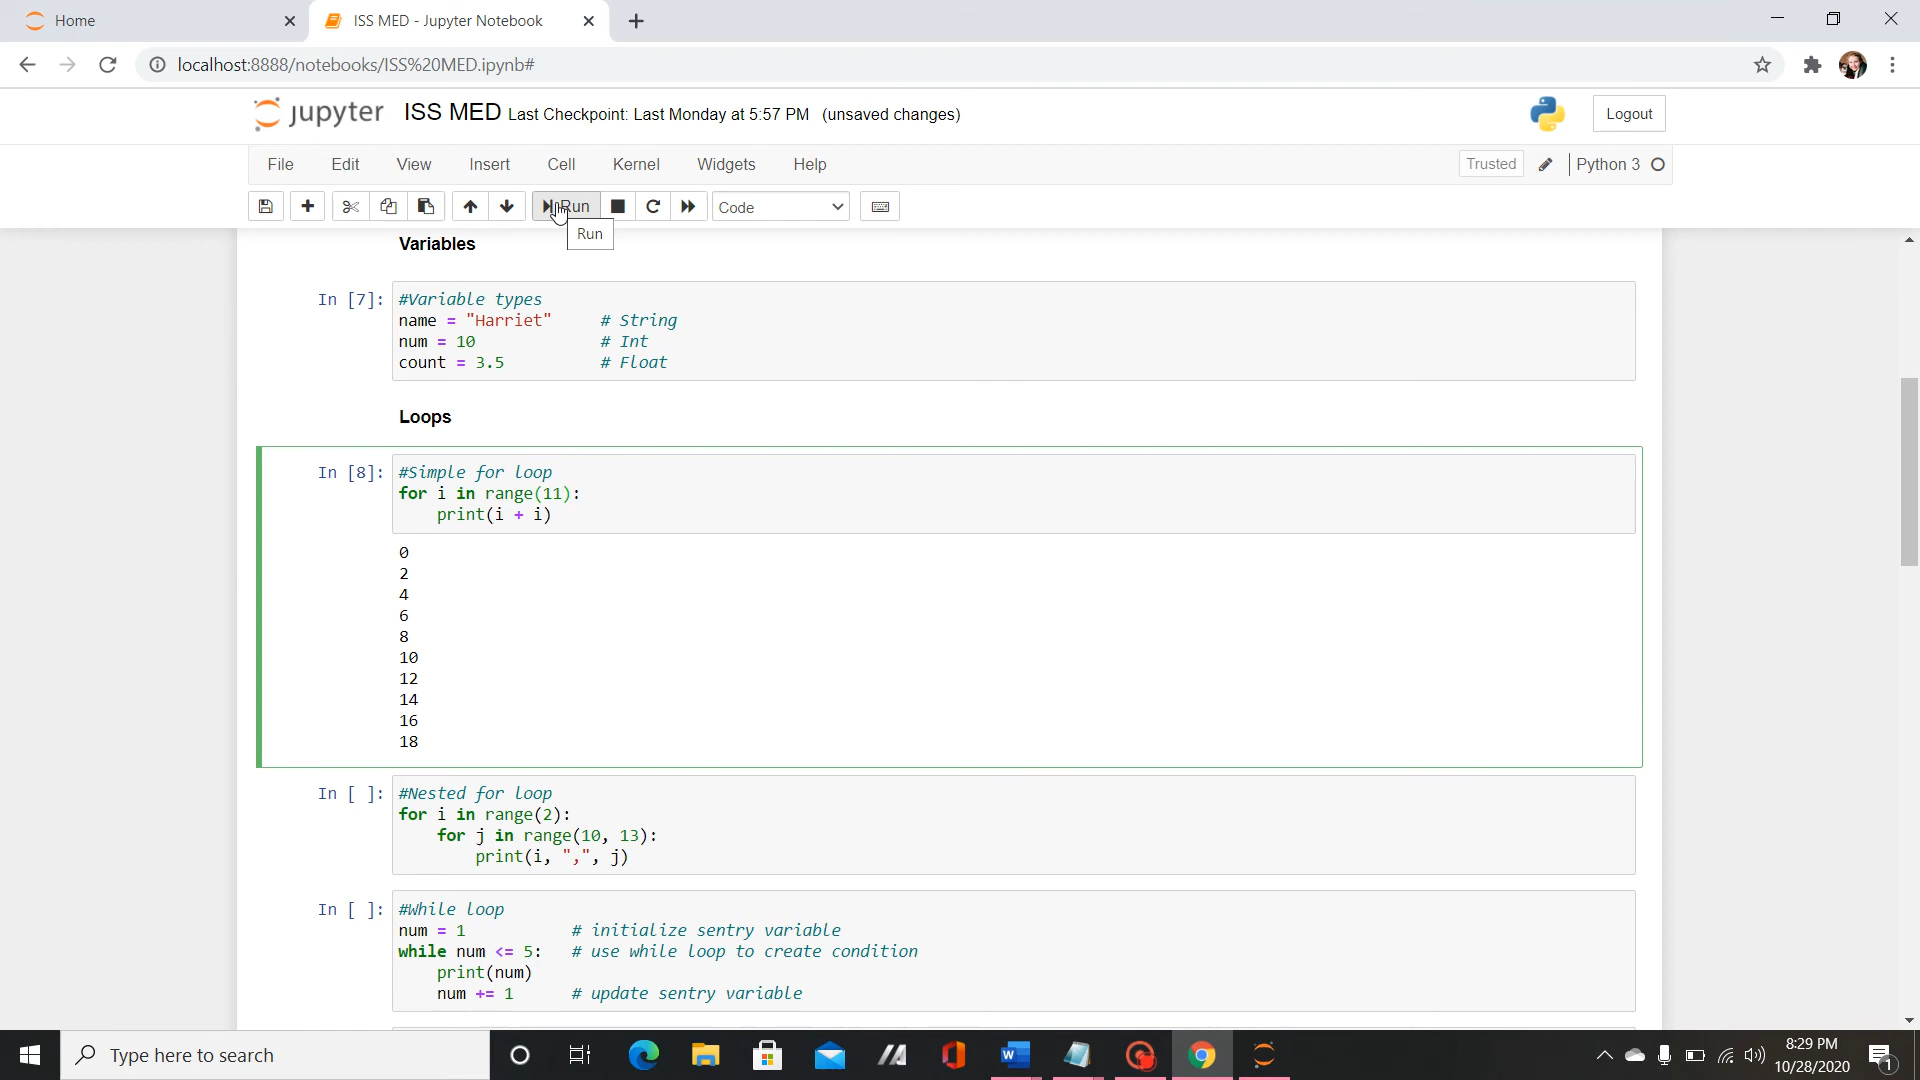 Home
ISS MED - Jupyter Notebook
localhost:8888/notebooks/ISS%20MED.ipynb#
jupyter ISS MED Last Checkpoint: Last Monday at 5:57 PM (unsaved changes)
Logout
File Edit View Insert Cell Kernel Widgets Help
Trusted Python 3
Run Code
Run
Variables
In [7]: #Variable types
name = "Harriet" # String
num = 10 # Int
count = 3.5 # Float
Loops
In [8]: #Simple for loop
for i in range(11):
print(i + i)
0
2
4
6
8
10
12
14
16
18
In [ ]: #Nested for loop
for i in range(2):
for j in range(10, 13):
print(i, ",", j)
In [ ]: #While loop
num = 1 # initialize sentry variable
while num <= 5: # use while loop to create condition
print(num)
num += 1 # update sentry variable
Type here to search
8:29 PM
10/28/2020
1